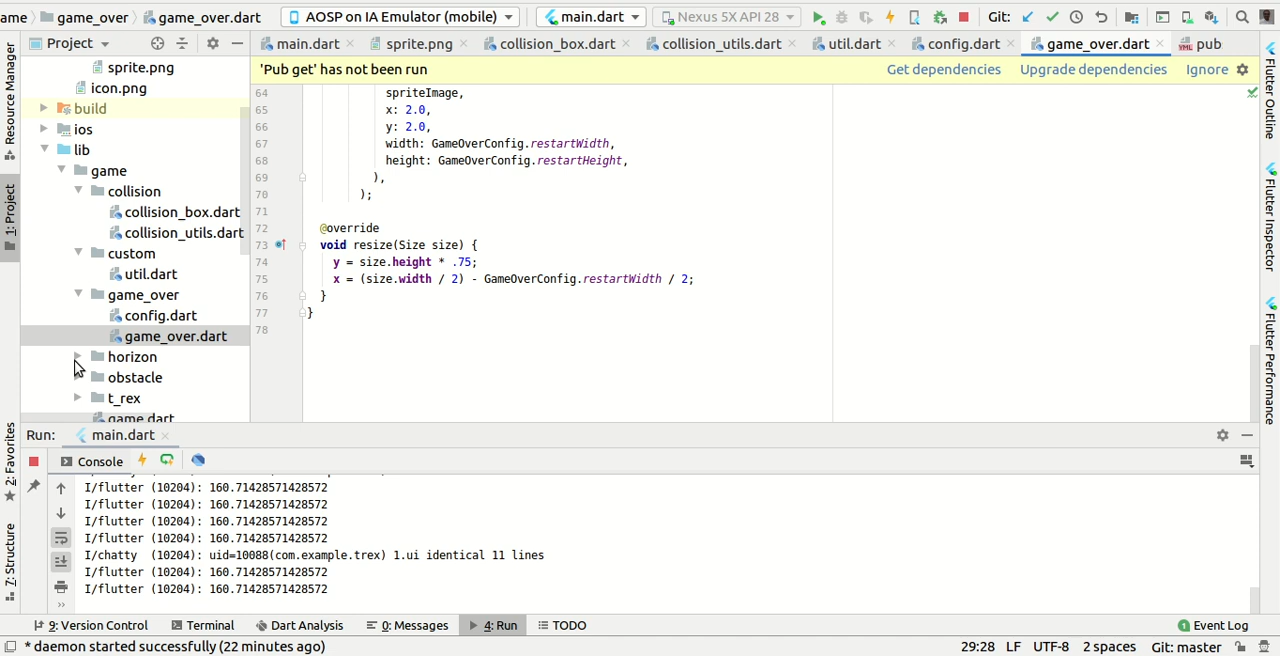 ame game_over game_over.dart AOSP on IA Emulator (mobile) main.dart Nexus 5X API 28 Git:
Project
main.dart sprite.png collision_box.dart collision_utils.dart util.dart config.dart game_over.dart pub
'Pub get' has not been run Get dependencies Upgrade dependencies Ignore
Resource Manager
1: Project
2: Favorites
7: Structure
sprite.png
icon.png
build
ios
lib
game
collision
collision_box.dart
collision_utils.dart
custom
util.dart
game_over
config.dart
game_over.dart
horizon
obstacle
t_rex
game.dart
64 spriteImage,
65 x: 2.0,
66 y: 2.0,
67 width: GameOverConfig.restartWidth,
68 height: GameOverConfig.restartHeight,
69 ),
70 );
71
72 @override
73 void resize(Size size) {
74 y = size.height * .75;
75 x = (size.width / 2) - GameOverConfig.restartWidth / 2;
76 }
77 }
78
Flutter Outline
Flutter Inspector
Flutter Performance
Run: main.dart
Console
I/flutter (10204): 160.71428571428572
I/flutter (10204): 160.71428571428572
I/flutter (10204): 160.71428571428572
I/flutter (10204): 160.71428571428572
I/chatty (10204): uid=10088(com.example.trex) 1.ui identical 11 lines
I/flutter (10204): 160.71428571428572
I/flutter (10204): 160.71428571428572
9: Version Control Terminal Dart Analysis 0: Messages 4: Run TODO 1 Event Log
* daemon started successfully (22 minutes ago) 29:28 LF UTF-8 2 spaces Git: master